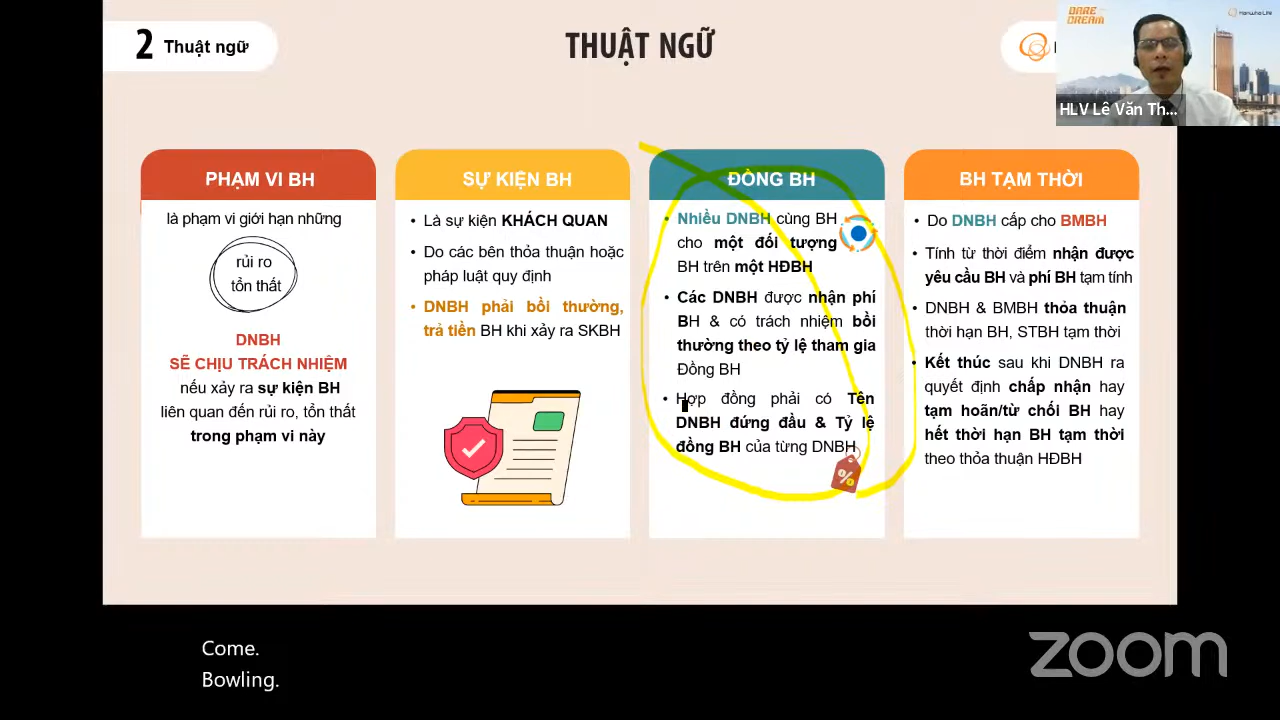 2 Thuật ngữ
THUẬT NGỮ
DARE
DREAM
Hanwha Life
HLV Lê Văn Th...
PHẠM VI BH
là phạm vi giới hạn những
rủi ro
tổn thất
DNBH
SẼ CHỊU TRÁCH NHIỆM
nếu xảy ra sự kiện BH
liên quan đến rủi ro, tổn thất
trong phạm vi này
SỰ KIỆN BH
• Là sự kiện KHÁCH QUAN
• Do các bên thỏa thuận hoặc
pháp luật quy định
• DNBH phải bồi thường,
trả tiền BH khi xảy ra SKBH
ĐỒNG BH
• Nhiều DNBH cùng BH
cho một đối tượng
BH trên một HĐBH
• Các DNBH được nhận phí
BH & có trách nhiệm bồi
thường theo tỷ lệ tham gia
Đồng BH
• Hợp đồng phải có Tên
DNBH đứng đầu & Tỷ lệ
đồng BH của từng DNBH
%
BH TẠM THỜI
• Do DNBH cấp cho BMBH
• Tính từ thời điểm nhận được
yêu cầu BH và phí BH tạm tính
• DNBH & BMBH thỏa thuận
thời hạn BH, STBH tạm thời
• Kết thúc sau khi DNBH ra
quyết định chấp nhận hay
tạm hoãn/từ chối BH hay
hết thời hạn BH tạm thời
theo thỏa thuận HĐBH
Come.
Bowling.
zoom